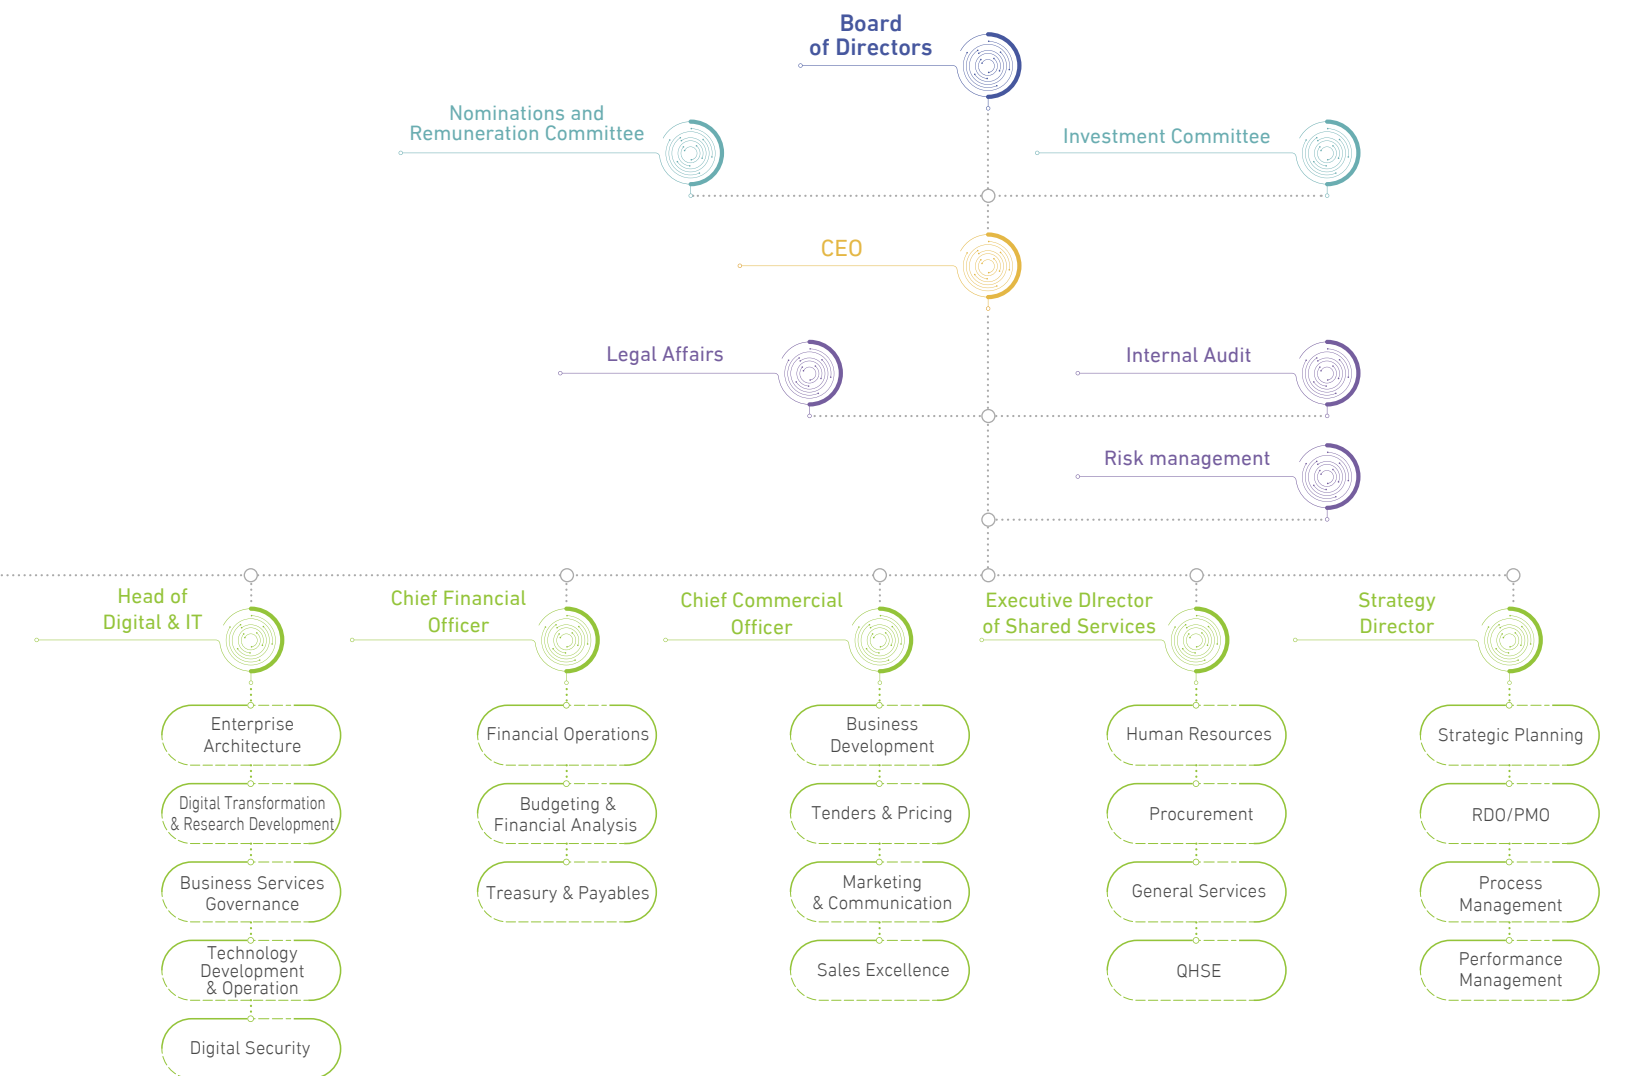 Board
of Directors
Nominations and
Remuneration Committee
Investment Committee
CEO
Legal Affairs
Internal Audit
Risk management
Head of
Digital & IT
Enterprise
Architecture
Digital Transformation
& Research Development
Business Services
Governance
Technology
Development
& Operation
Digital Security
Chief Financial
Officer
Financial Operations
Budgeting &
Financial Analysis
Treasury & Payables
Chief Commercial
Officer
Business
Development
Tenders & Pricing
Marketing
& Communication
Sales Excellence
Executive DIrector
of Shared Services
Human Resources
Procurement
General Services
QHSE
Strategy
Director
Strategic Planning
RDO/PMO
Process
Management
Performance
Management